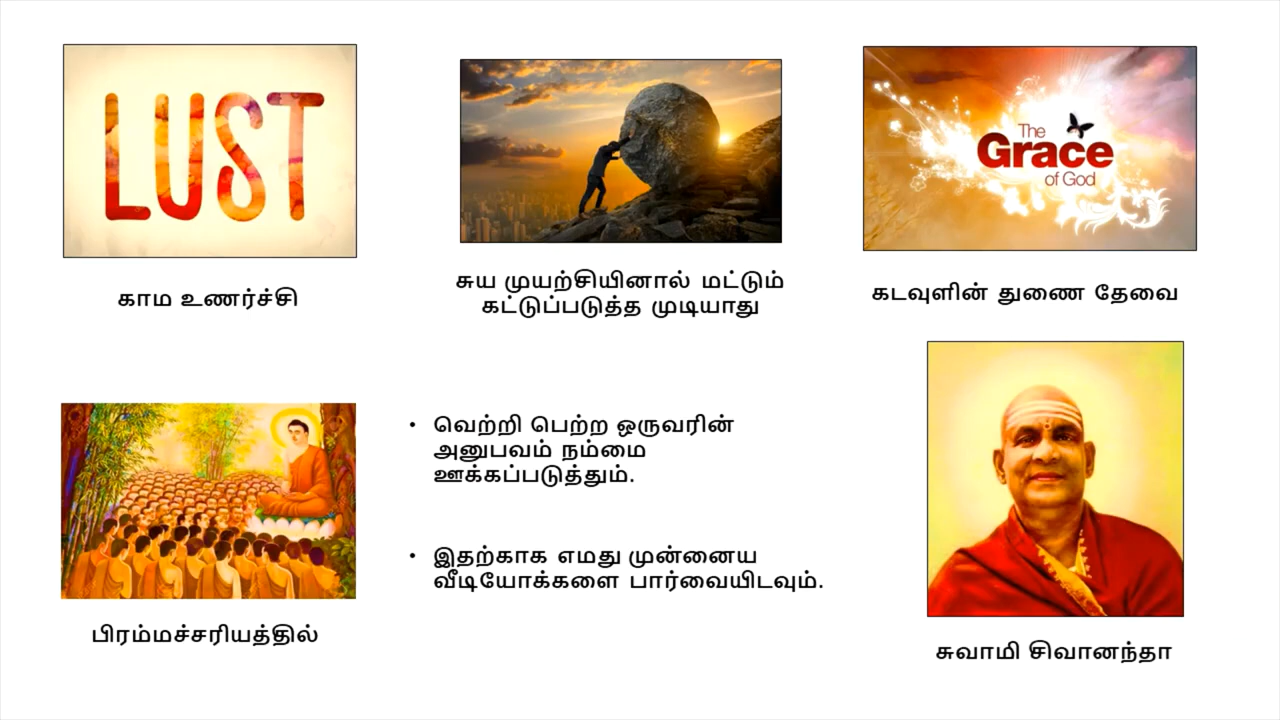 LUST
காம உணர்ச்சி
சுய முயற்சியினால் மட்டும்
கட்டுப்படுத்த முடியாது
The
Grace
of God
கடவுளின் துணை தேவை
பிரம்மச்சரியத்தில்
• வெற்றி பெற்ற ஒருவரின்
அனுபவம் நம்மை
ஊக்கப்படுத்தும்.
• இதற்காக எமது முன்னைய
வீடியோக்களை பார்வையிடவும்.
சுவாமி சிவானந்தா